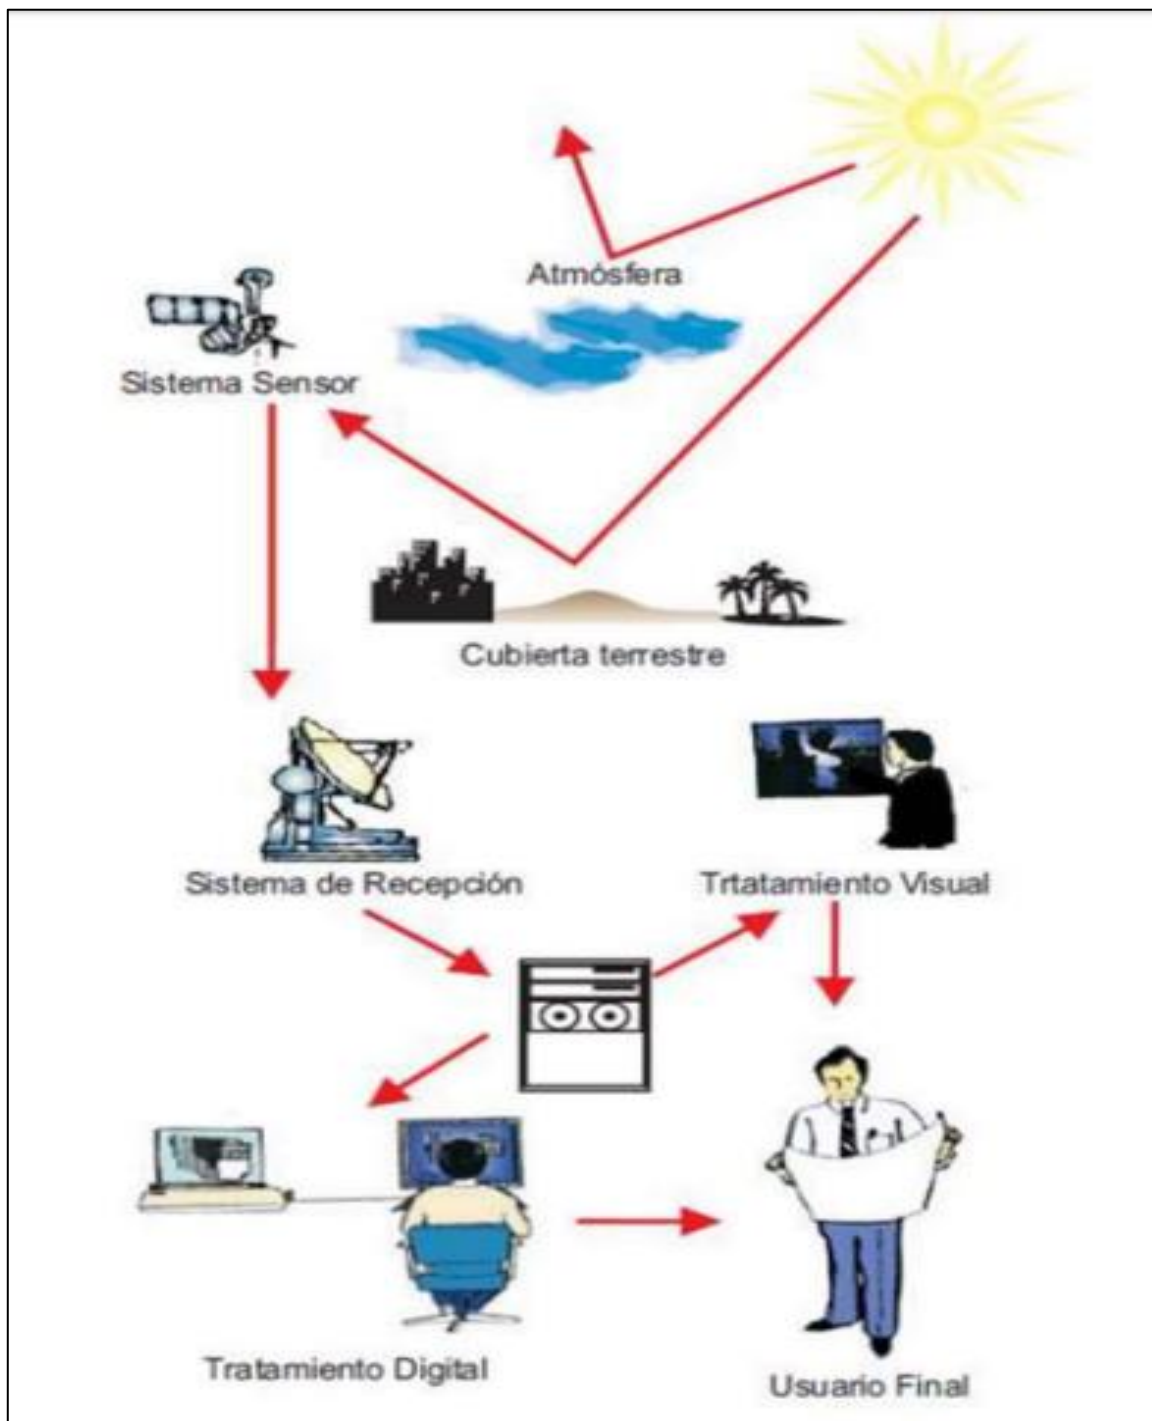 Atmósfera
Sistema Sensor
Cubierta terrestre
Sistema de Recepción
Trtatamiento Visual
Tratamiento Digital
Usuario Final